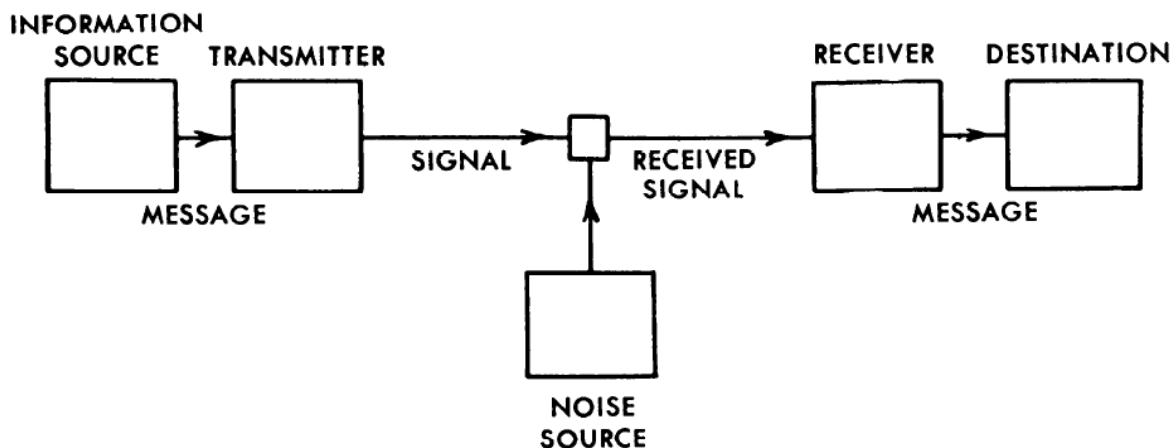 INFORMATION
SOURCE
TRANSMITTER
RECEIVER
DESTINATION
SIGNAL
RECEIVED
SIGNAL
MESSAGE
MESSAGE
NOISE
SOURCE